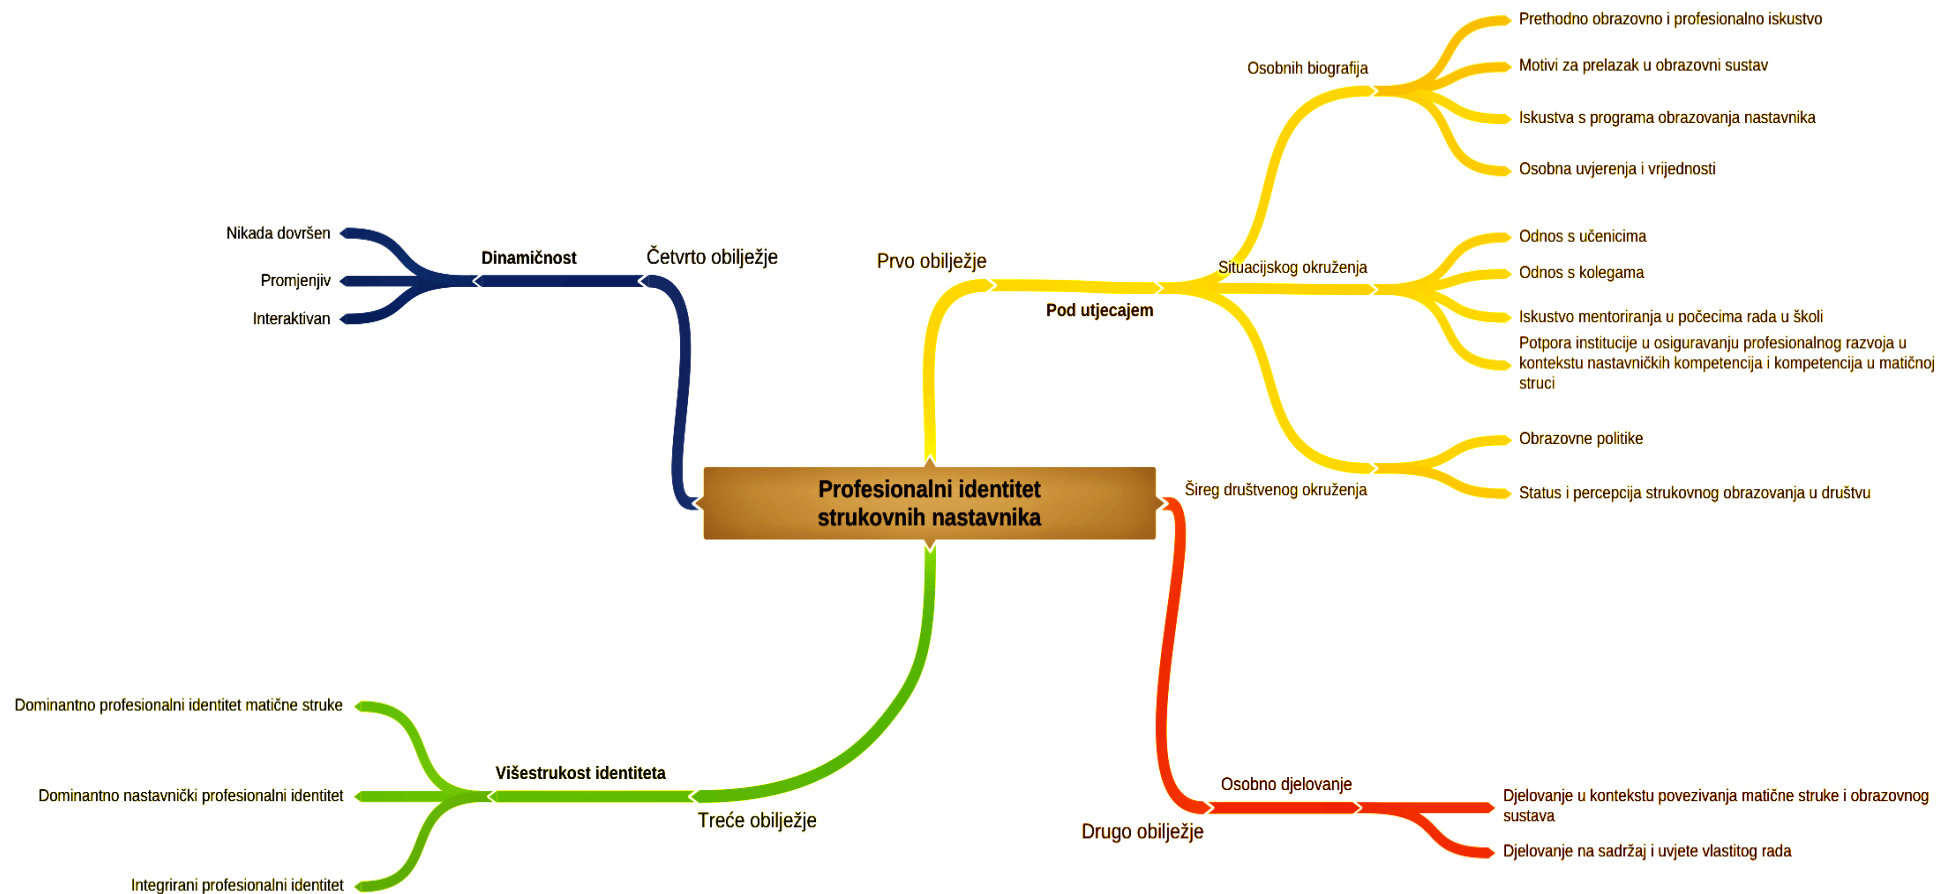 Profesionalni identitet
strukovnih nastavnika
Prvo obilježje
Pod utjecajem
Osobnih biografija
Prethodno obrazovno i profesionalno iskustvo
Motivi za prelazak u obrazovni sustav
Iskustva s programa obrazovanja nastavnika
Osobna uvjerenja i vrijednosti
Situacijskog okruženja
Odnos s učenicima
Odnos s kolegama
Iskustvo mentoriranja u počecima rada u školi
Potpora institucije u osiguravanju profesionalnog razvoja u
kontekstu nastavničkih kompetencija i kompetencija u matičnoj
struci
Šireg društvenog okruženja
Obrazovne politike
Status i percepcija strukovnog obrazovanja u društvu
Drugo obilježje
Osobno djelovanje
Djelovanje u kontekstu povezivanja matične struke i obrazovnog
sustava
Djelovanje na sadržaj i uvjete vlastitog rada
Treće obilježje
Višestrukost identiteta
Dominantno profesionalni identitet matične struke
Dominantno nastavnički profesionalni identitet
Integrirani profesionalni identitet
Četvrto obilježje
Dinamičnost
Nikada dovršen
Promjenjiv
Interaktivan